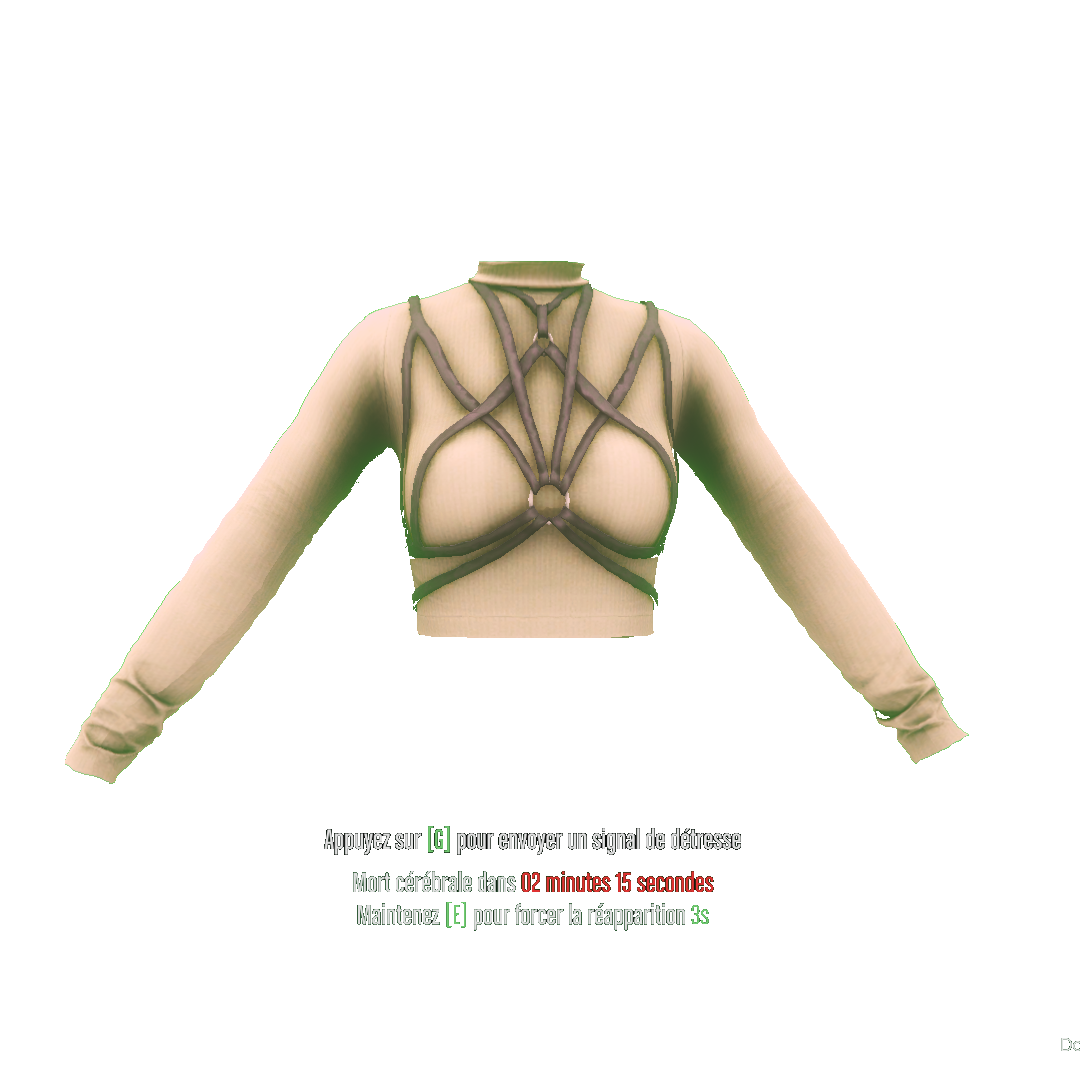 Appuyez sur [G] pour envoyer un signal de détresse
Mort cérébrale dans 02 minutes 15 secondes
Maintenez [E] pour forcer la réapparition 3s